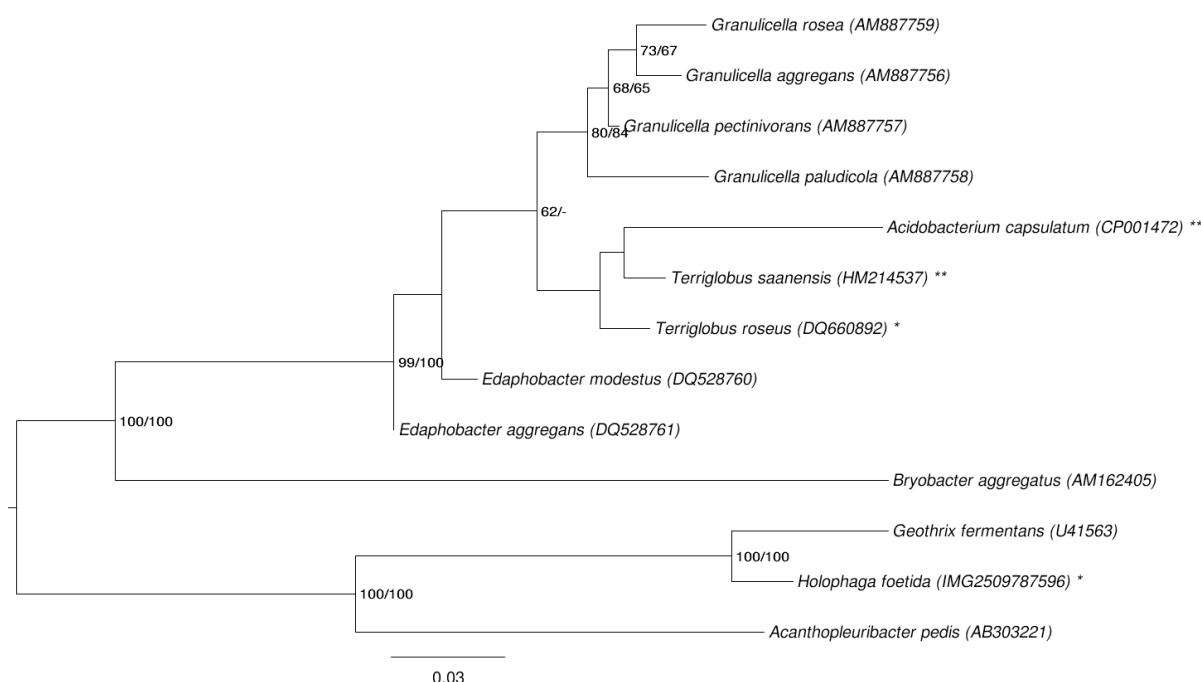 Granulicella rosea (AM887759)
73/67
Granulicella aggregans (AM887756)
68/65
Granulicella pectinivorans (AM887757)
80/84
Granulicella paludicola (AM887758)
62/-
Acidobacterium capsulatum (CP001472) **
Terriglobus saanensis (HM214537) **
Terriglobus roseus (DQ660892) *
99/100
Edaphobacter modestus (DQ528760)
100/100
Edaphobacter aggregans (DQ528761)
Bryobacter aggregatus (AM162405)
Geothrix fermentans (U41563)
100/100
Holophaga foetida (IMG2509787596) *
100/100
Acanthopleuribacter pedis (AB303221)
0.03